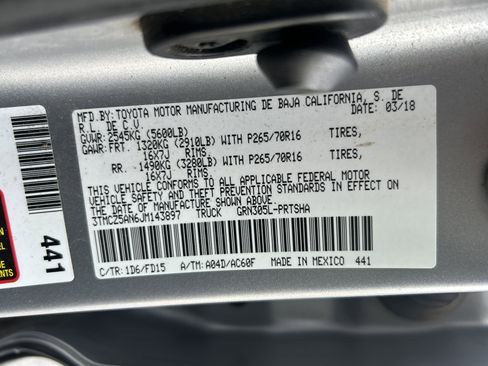 MFD.BY:TOYOTA MOTOR MANUFACTURING DE BAJA CALIFORNIA, S. DE
R.L. DE C.V. DATE: 03/18
GVWR: 2545KG (5600LB)
GAWR: FRT. 1320KG (2910LB) WITH P265/70R16 TIRES,
16X7J RIMS
RR. 1490KG (3280LB) WITH P265/70R16 TIRES,
16X7J RIMS
THIS VEHICLE CONFORMS TO ALL APPLICABLE FEDERAL MOTOR
VEHICLE SAFETY AND THEFT PREVENTION STANDARDS IN EFFECT ON
THE DATE OF MANUFACTURE SHOWN ABOVE.
3TMCZ5AN6JM143897 TRUCK GRN305L-PRTSHA
C/TR: 1D6/FD15 A/TM: A04D/AC60F MADE IN MEXICO 441
441